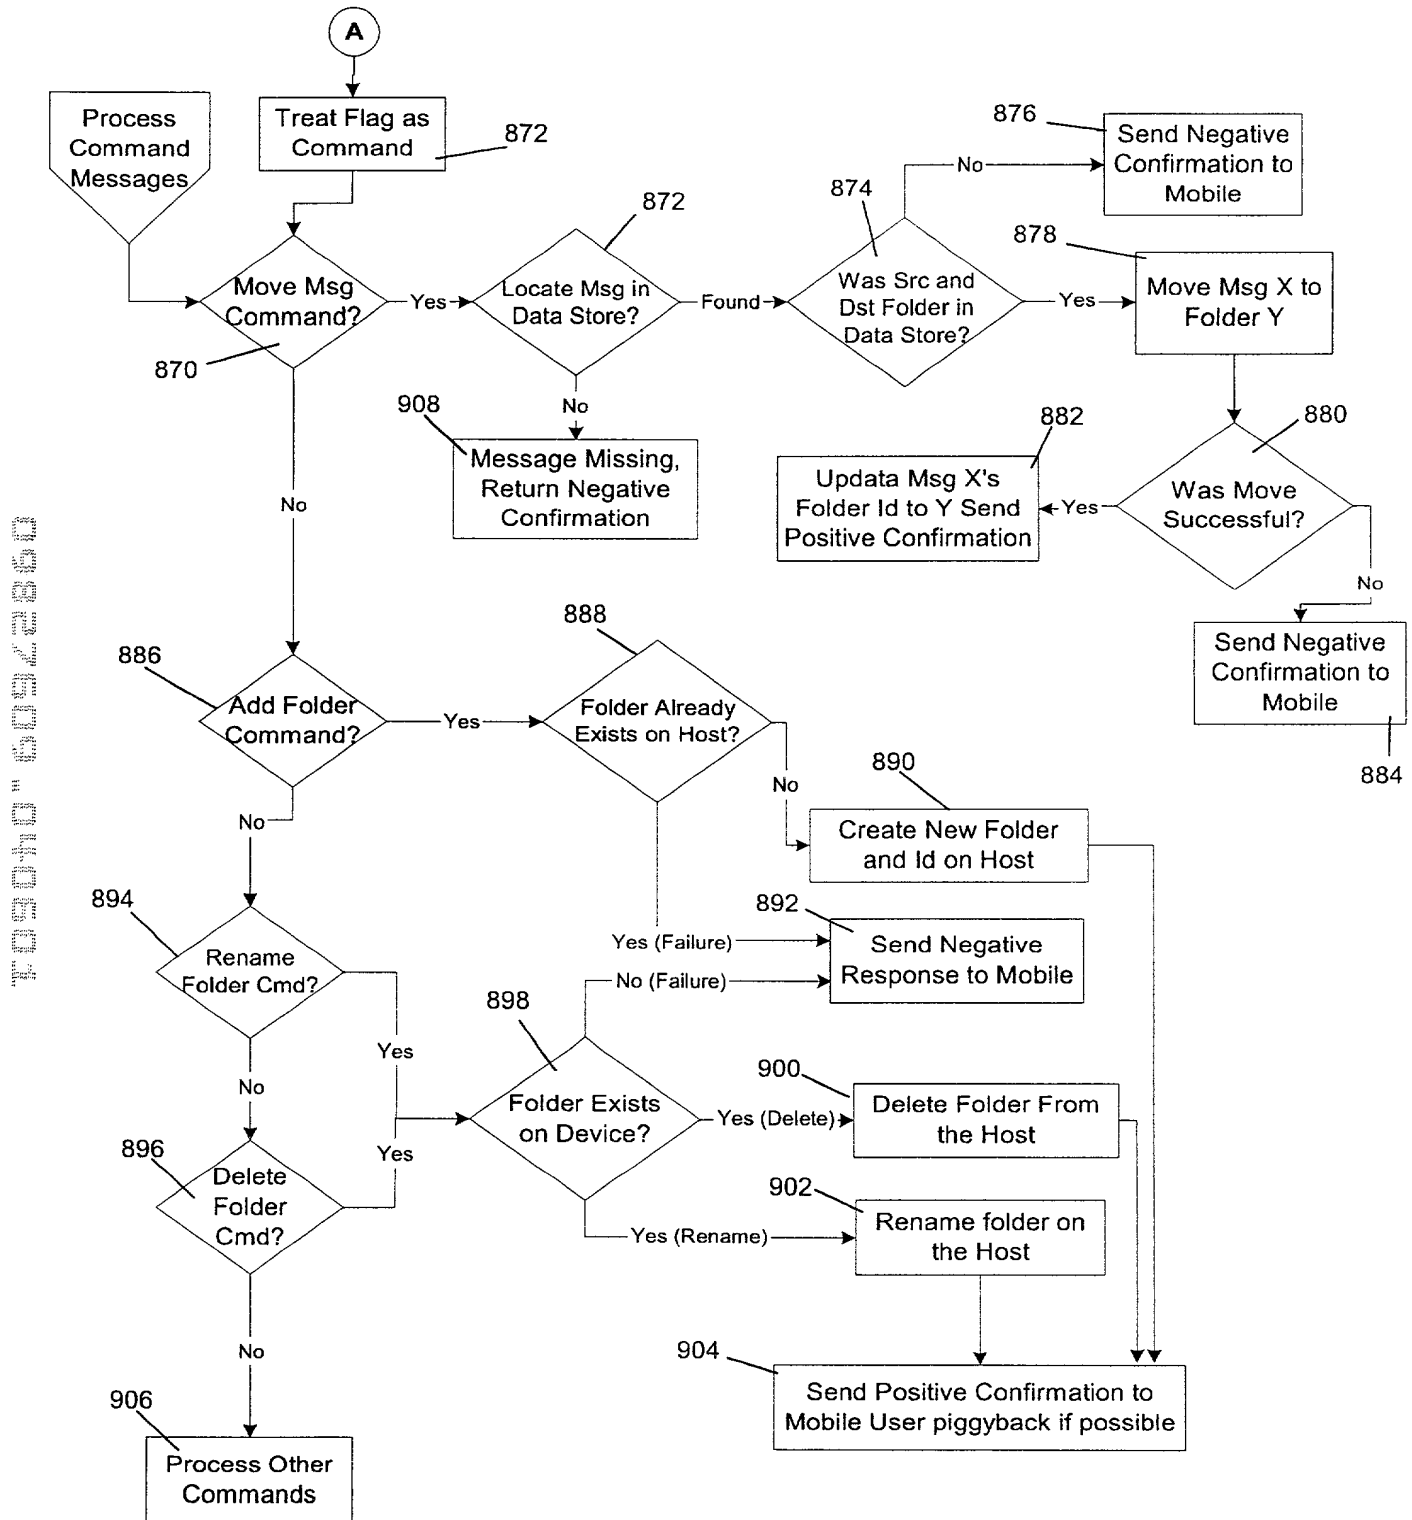 A
Process
Command
Messages
Treat Flag as
Command
872
876
Send Negative
Confirmation to
Mobile
No
874
872
878
Move Msg
Command?
870
Yes
Locate Msg in
Data Store?
Found
Was Src and
Dst Folder in
Data Store?
Yes
Move Msg X to
Folder Y
No
908
Message Missing,
Return Negative
Confirmation
882
880
Updata Msg X's
Folder Id to Y Send
Positive Confirmation
Yes
Was Move
Successful?
No
No
Send Negative
Confirmation to
Mobile
884
886
Add Folder
Command?
Yes
888
Folder Already
Exists on Host?
No
890
Create New Folder
and Id on Host
No
894
Rename
Folder Cmd?
892
Yes (Failure)
No (Failure)
Send Negative
Response to Mobile
Yes
898
Folder Exists
on Device?
No
Yes
900
Yes (Delete)
Delete Folder From
the Host
896
Delete
Folder
Cmd?
902
Yes (Rename)
Rename folder on
the Host
No
904
Send Positive Confirmation to
Mobile User piggyback if possible
906
Process Other
Commands